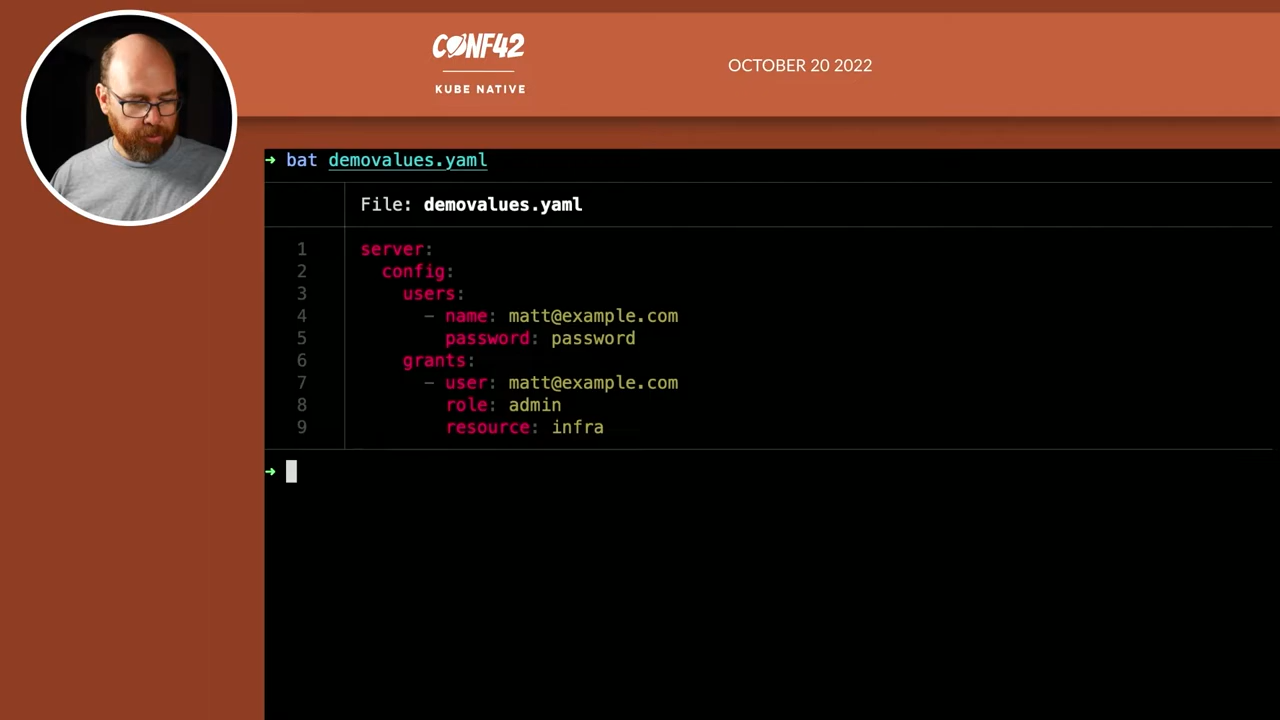 CONF42
KUBE NATIVE
OCTOBER 20 2022
➜ bat demovalues.yaml
File: demovalues.yaml
1 server:
2   config:
3     users:
4       - name: matt@example.com
5         password: password
6     grants:
7       - user: matt@example.com
8         role: admin
9         resource: infra
➜